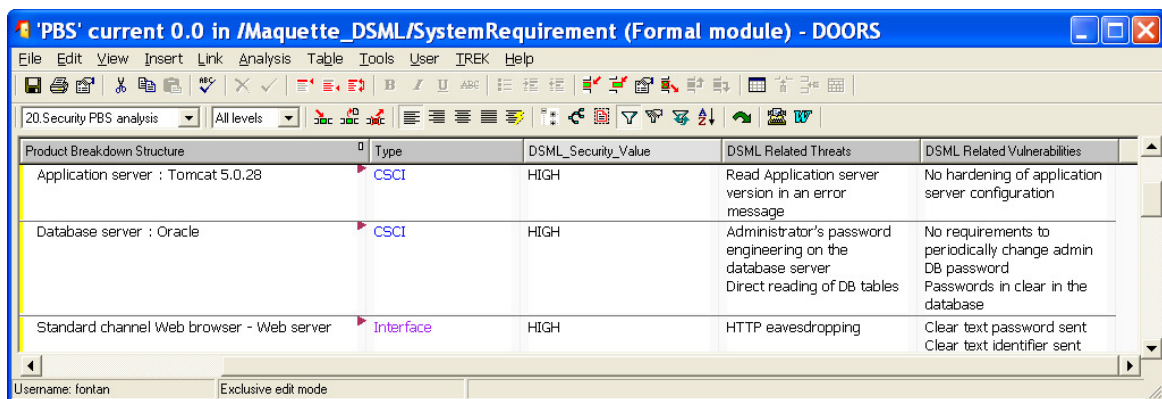 'PBS' current 0.0 in /Maquette_DSML/SystemRequirement (Formal module) - DOORS
File Edit View Insert Link Analysis Table Tools User TREK Help
20.Security PBS analysis All levels
Product Breakdown Structure Type DSML_Security_Value DSML Related Threats DSML Related Vulnerabilities
Application server : Tomcat 5.0.28 CSCI HIGH Read Application server No hardening of application
version in an error server configuration
message
Database server : Oracle CSCI HIGH Administrator's password No requirements to
engineering on the periodically change admin
database server DB password
Direct reading of DB tables Passwords in clear in the
database
Standard channel Web browser - Web server Interface HIGH HTTP eavesdropping Clear text password sent
Clear text identifier sent
Username: fontan Exclusive edit mode